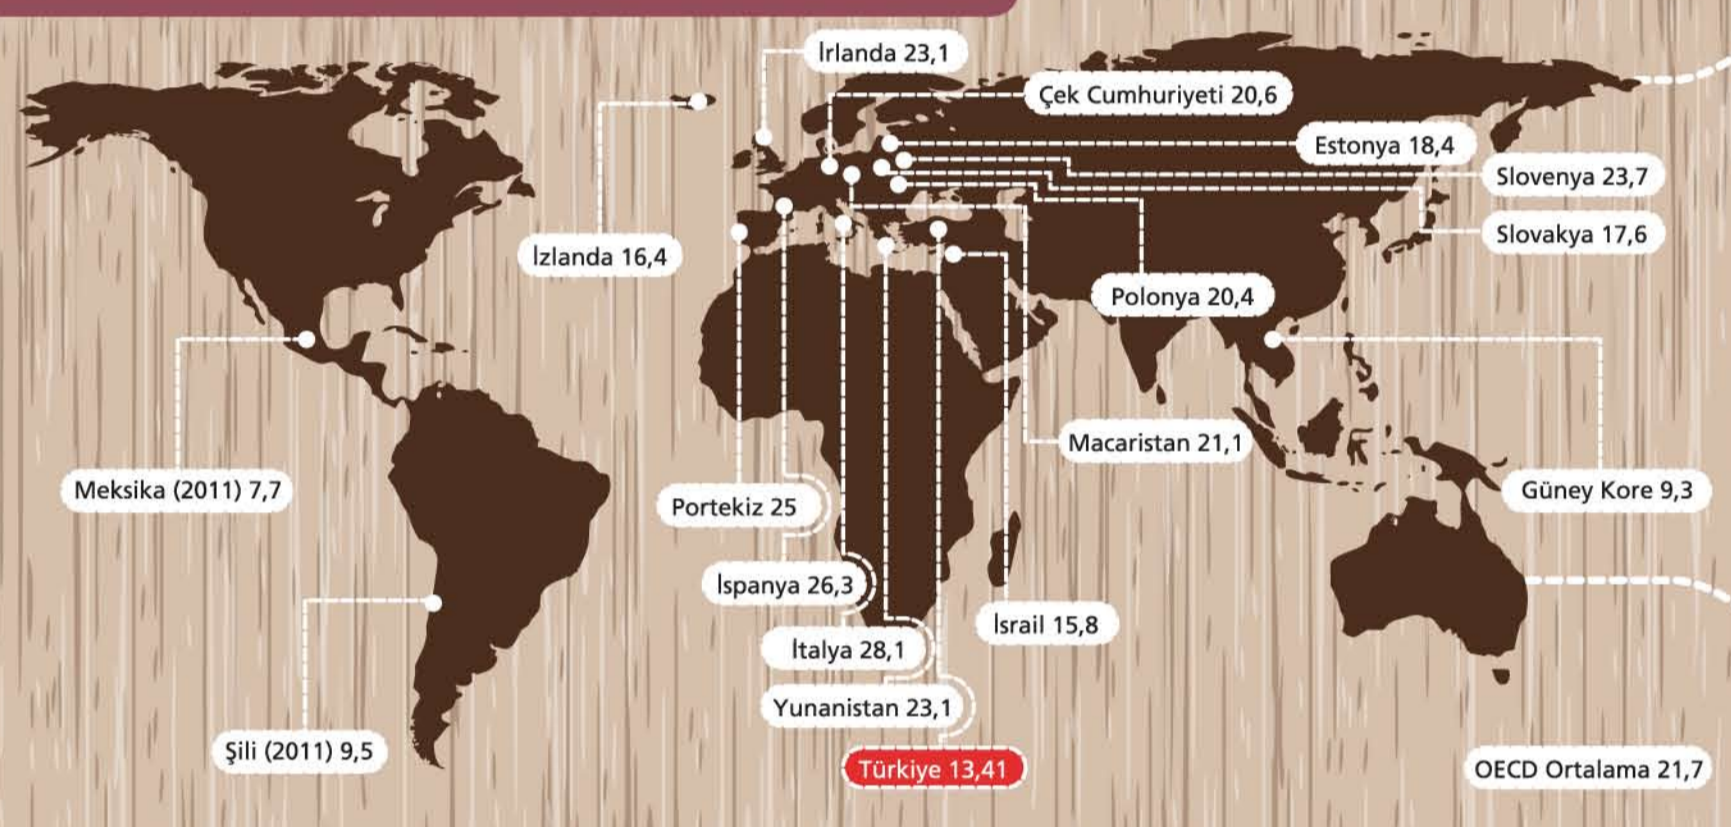 İrlanda 23,1
Çek Cumhuriyeti 20,6
Estonya 18,4
Slovenya 23,7
Slovakya 17,6
İzlanda 16,4
Polonya 20,4
Macaristan 21,1
Meksika (2011) 7,7
Güney Kore 9,3
Portekiz 25
İspanya 26,3
İsrail 15,8
İtalya 28,1
Yunanistan 23,1
Şili (2011) 9,5
Türkiye 13,41
OECD Ortalama 21,7